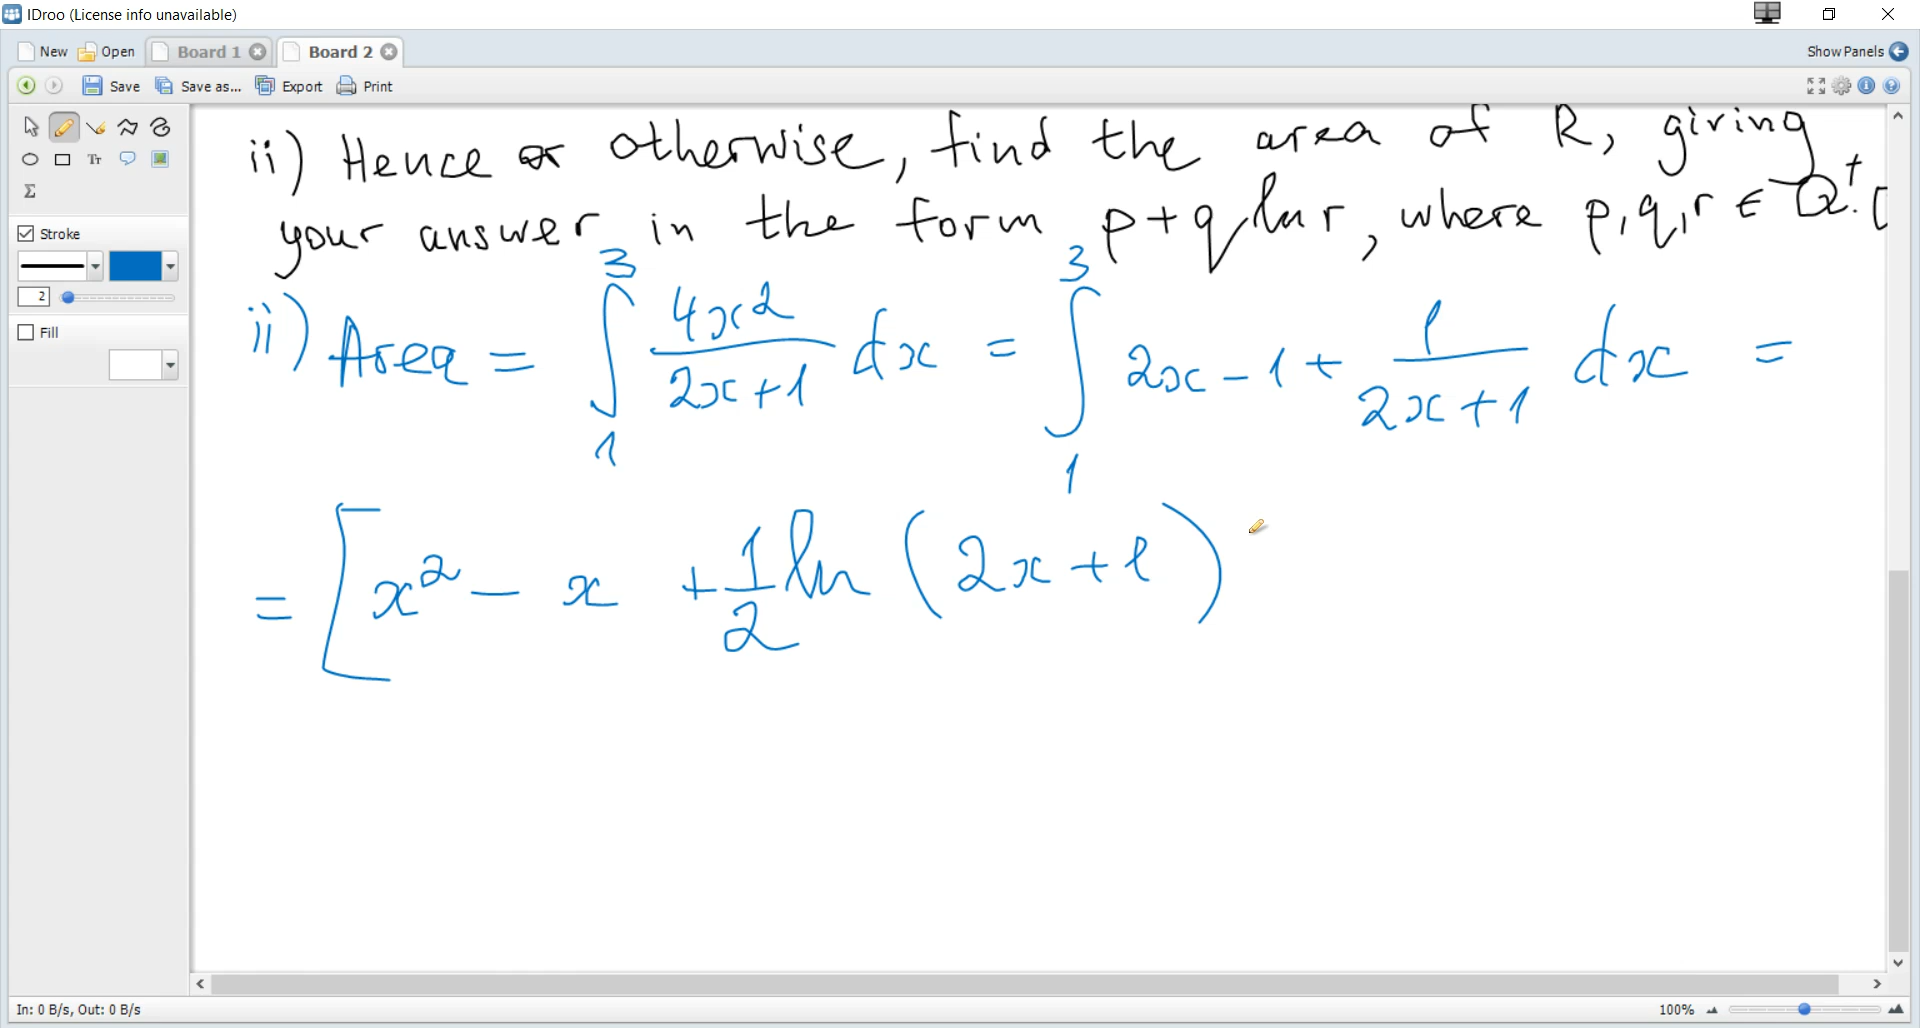 IDroo (License info unavailable)
New Open Board 1 Board 2 Show Panels
Save Save as... Export Print
Tr
Σ
Stroke
2
Fill
ii) Hence or otherwise, find the area of R, giving
your answer in the form p+q ln r, where p,q,r ∈ Q⁺. [
ii) Area = ∫₁³ 4x²/(2x+1) dx = ∫₁³ 2x - 1 + 1/(2x+1) dx =
= [x² - x + 1/2 ln (2x+1)
In: 0 B/s, Out: 0 B/s 100%